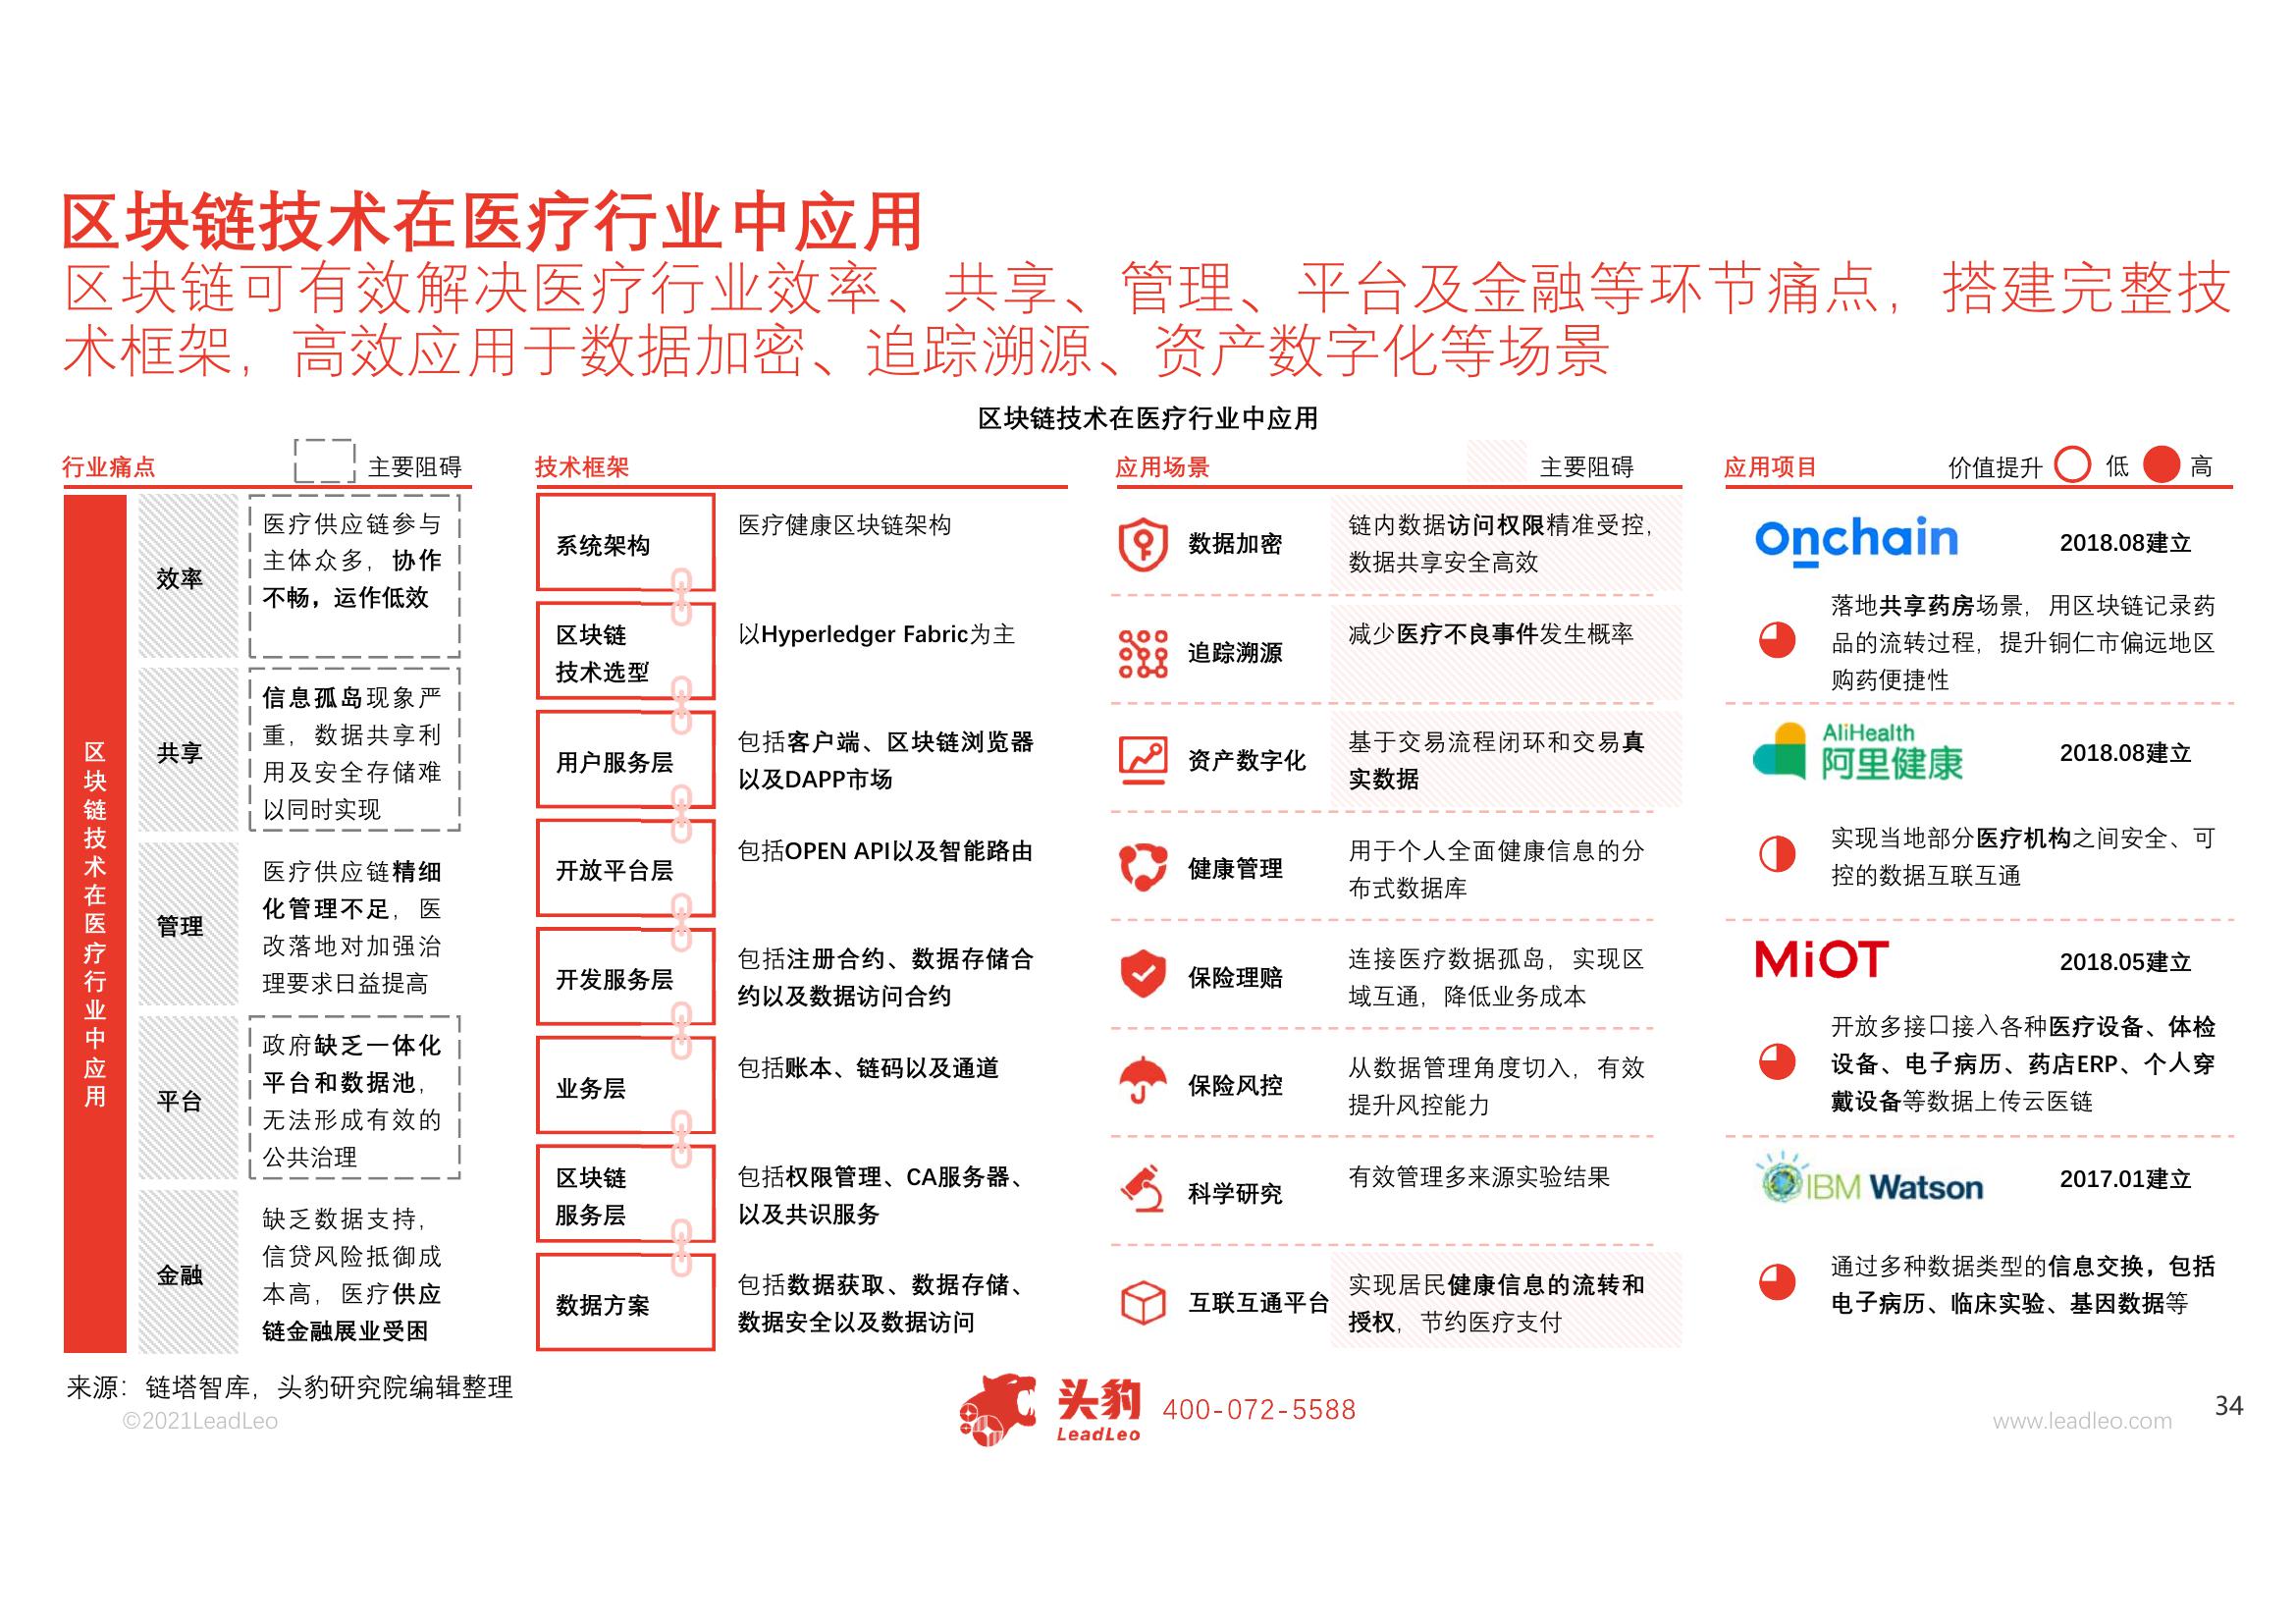 区块链技术在医疗行业中应用
区块链可有效解决医疗行业效率、共享、管理、平台及金融等环节痛点，搭建完整技
术框架，高效应用于数据加密、追踪溯源、资产数字化等场景
区块链技术在医疗行业中应用
行业痛点
主要阻碍
区块链技术在医疗行业中应用
效率
医疗供应链参与
主体众多，协作
不畅，运作低效
共享
信息孤岛现象严
重，数据共享利
用及安全存储难
以同时实现
管理
医疗供应链精细
化管理不足，医
改落地对加强治
理要求日益提高
平台
政府缺乏一体化
平台和数据池，
无法形成有效的
公共治理
金融
缺乏数据支持，
信贷风险抵御成
本高，医疗供应
链金融展业受困
技术框架
系统架构
医疗健康区块链架构
区块链
技术选型
以Hyperledger Fabric为主
用户服务层
包括客户端、区块链浏览器
以及DAPP市场
开放平台层
包括OPEN API以及智能路由
开发服务层
包括注册合约、数据存储合
约以及数据访问合约
业务层
包括账本、链码以及通道
区块链
服务层
包括权限管理、CA服务器、
以及共识服务
数据方案
包括数据获取、数据存储、
数据安全以及数据访问
应用场景
主要阻碍
数据加密
链内数据访问权限精准受控，
数据共享安全高效
追踪溯源
减少医疗不良事件发生概率
资产数字化
基于交易流程闭环和交易真
实数据
健康管理
用于个人全面健康信息的分
布式数据库
保险理赔
连接医疗数据孤岛，实现区
域互通，降低业务成本
保险风控
从数据管理角度切入，有效
提升风控能力
科学研究
有效管理多来源实验结果
互联互通平台
实现居民健康信息的流转和
授权，节约医疗支付
应用项目
价值提升
低
高
Onchain
2018.08建立
落地共享药房场景，用区块链记录药
品的流转过程，提升铜仁市偏远地区
购药便捷性
AliHealth
阿里健康
2018.08建立
实现当地部分医疗机构之间安全、可
控的数据互联互通
MiOT
2018.05建立
开放多接口接入各种医疗设备、体检
设备、电子病历、药店ERP、个人穿
戴设备等数据上传云医链
IBM Watson
2017.01建立
通过多种数据类型的信息交换，包括
电子病历、临床实验、基因数据等
来源：链塔智库，头豹研究院编辑整理
©2021LeadLeo
头豹
LeadLeo
400-072-5588
www.leadleo.com
34